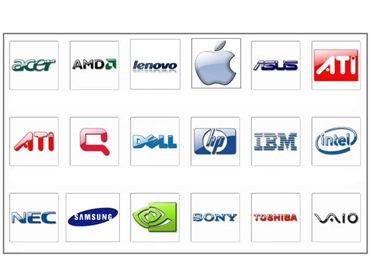 acer AMD lenovo ASUS ATI
ATI DELL hp IBM intel
NEC SAMSUNG SONY TOSHIBA VAIO